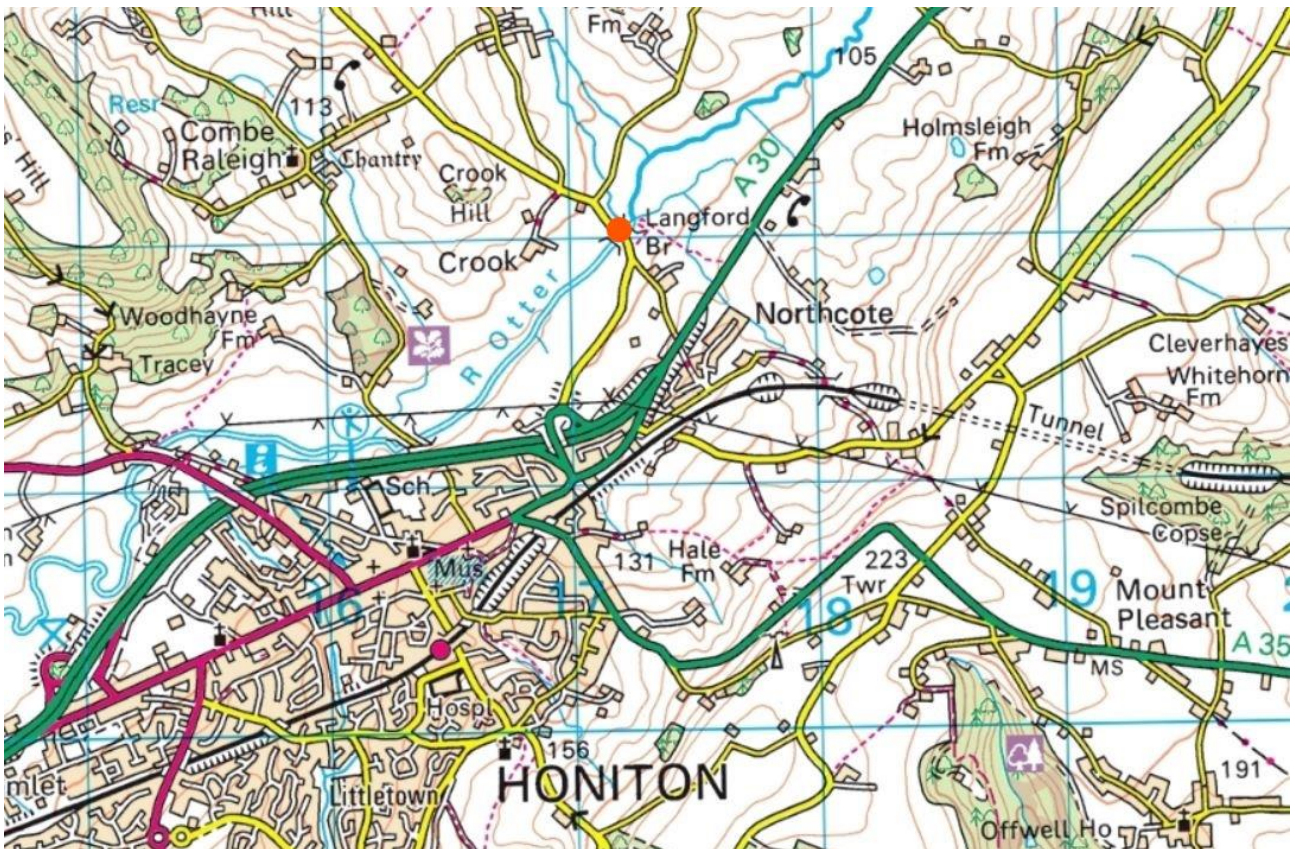 Hill
Fm
105
Resr
113
Combe
Raleigh
Chantry
Holmsleigh
Fm
A 30
Crook
Hill
Hill
Langford
Br
Crook
R Otter
Woodhayne
Fm
Tracey
Northcote
Cleverhayes
Whitehorn
Fm
Tunnel
Sch
Spilcombe
Copse
Mus
131
Hale
Fm
223
Twr
16
17
18
19
Mount
Pleasant
A 35
MS
Hospl
156
HONITON
191
mlet
Littletown
Offwell Ho